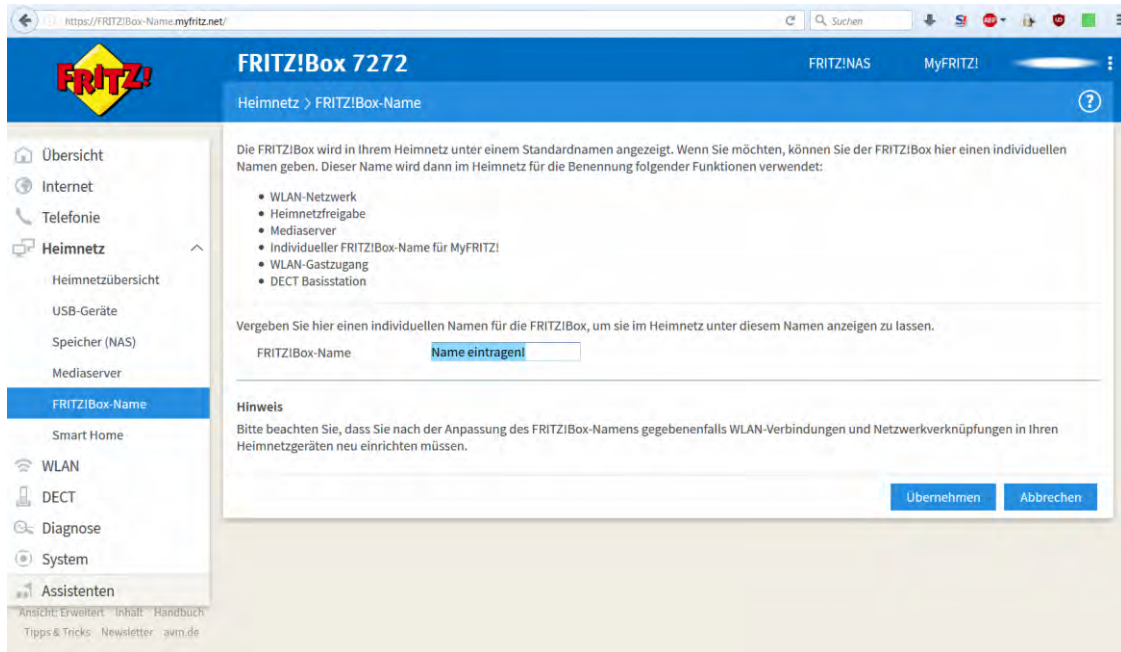 https://FRITZ!Box-Name.myfritz.net/
Suchen
FRITZ!
FRITZ!Box 7272
FRITZ!NAS
MyFRITZ!
Heimnetz > FRITZ!Box-Name
Übersicht
Internet
Telefonie
Heimnetz
Heimnetzübersicht
USB-Geräte
Speicher (NAS)
Mediaserver
FRITZ!Box-Name
Smart Home
WLAN
DECT
Diagnose
System
Assistenten
Ansicht: Erweitert Inhalt Handbuch
Tipps & Tricks Newsletter avm.de
Die FRITZ!Box wird in Ihrem Heimnetz unter einem Standardnamen angezeigt. Wenn Sie möchten, können Sie der FRITZ!Box hier einen individuellen
Namen geben. Dieser Name wird dann im Heimnetz für die Benennung folgender Funktionen verwendet:
• WLAN-Netzwerk
• Heimnetzfreigabe
• Mediaserver
• Individueller FRITZ!Box-Name für MyFRITZ!
• WLAN-Gastzugang
• DECT Basisstation
Vergeben Sie hier einen individuellen Namen für die FRITZ!Box, um sie im Heimnetz unter diesem Namen anzeigen zu lassen.
FRITZ!Box-Name Name eintragen!
Hinweis
Bitte beachten Sie, dass Sie nach der Anpassung des FRITZ!Box-Namens gegebenenfalls WLAN-Verbindungen und Netzwerkverknüpfungen in Ihren
Heimnetzgeräten neu einrichten müssen.
Übernehmen
Abbrechen